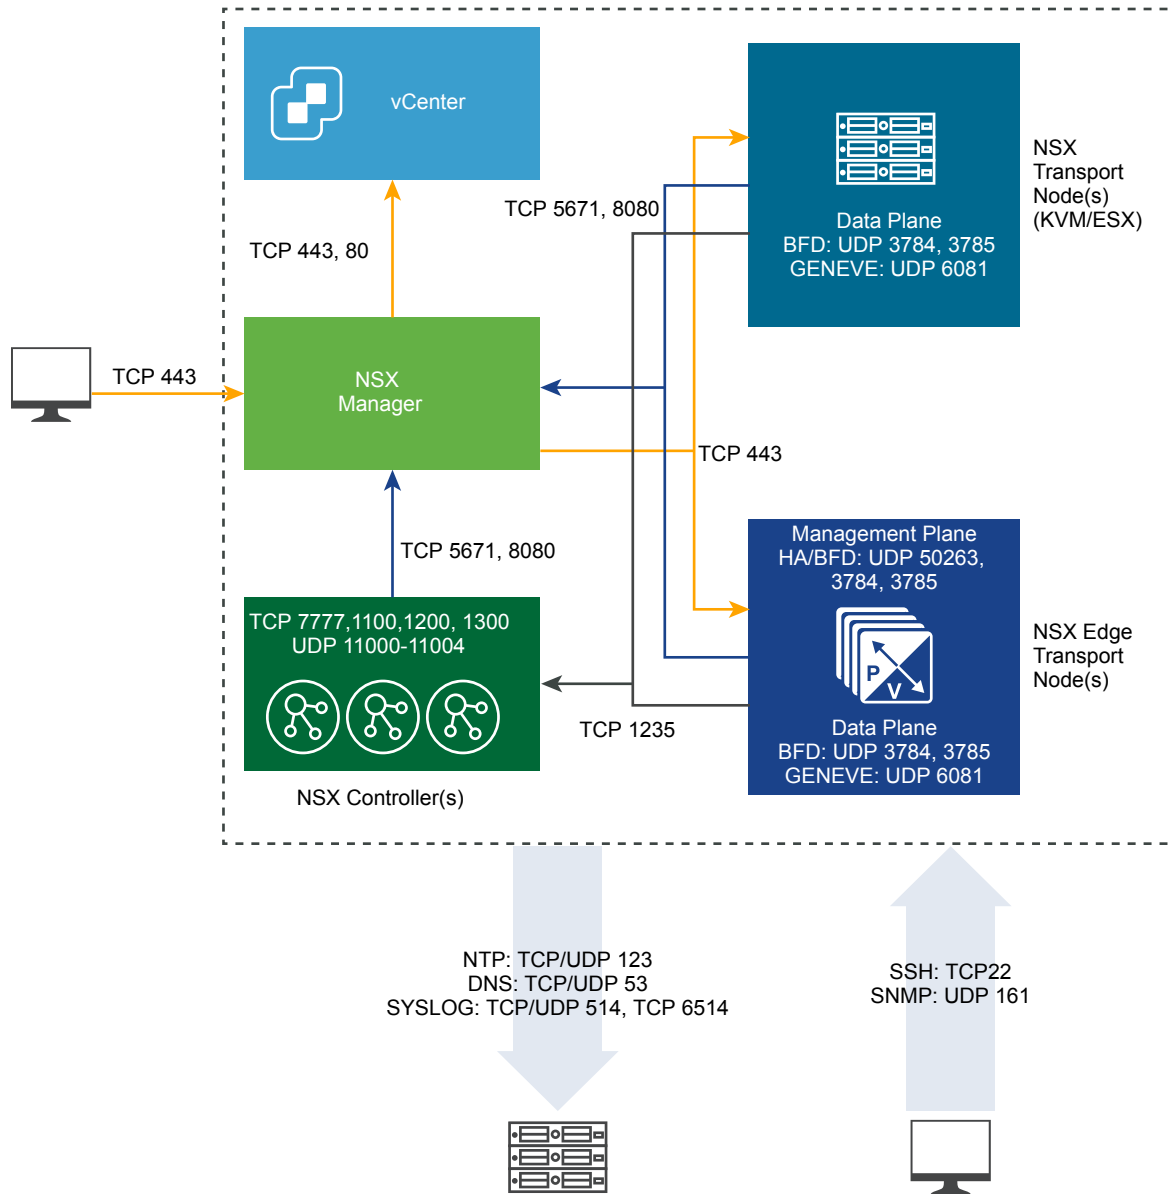 vCenter
NSX
Transport
Node(s)
(KVM/ESX)
TCP 5671, 8080
Data Plane
BFD: UDP 3784, 3785
GENEVE: UDP 6081
TCP 443, 80
TCP 443
NSX
Manager
TCP 443
TCP 5671, 8080
Management Plane
HA/BFD: UDP 50263,
3784, 3785
TCP 7777,1100,1200, 1300
UDP 11000-11004
NSX Edge
Transport
Node(s)
P
V
TCP 1235
Data Plane
BFD: UDP 3784, 3785
GENEVE: UDP 6081
NSX Controller(s)
NTP: TCP/UDP 123
DNS: TCP/UDP 53
SYSLOG: TCP/UDP 514, TCP 6514
SSH: TCP22
SNMP: UDP 161